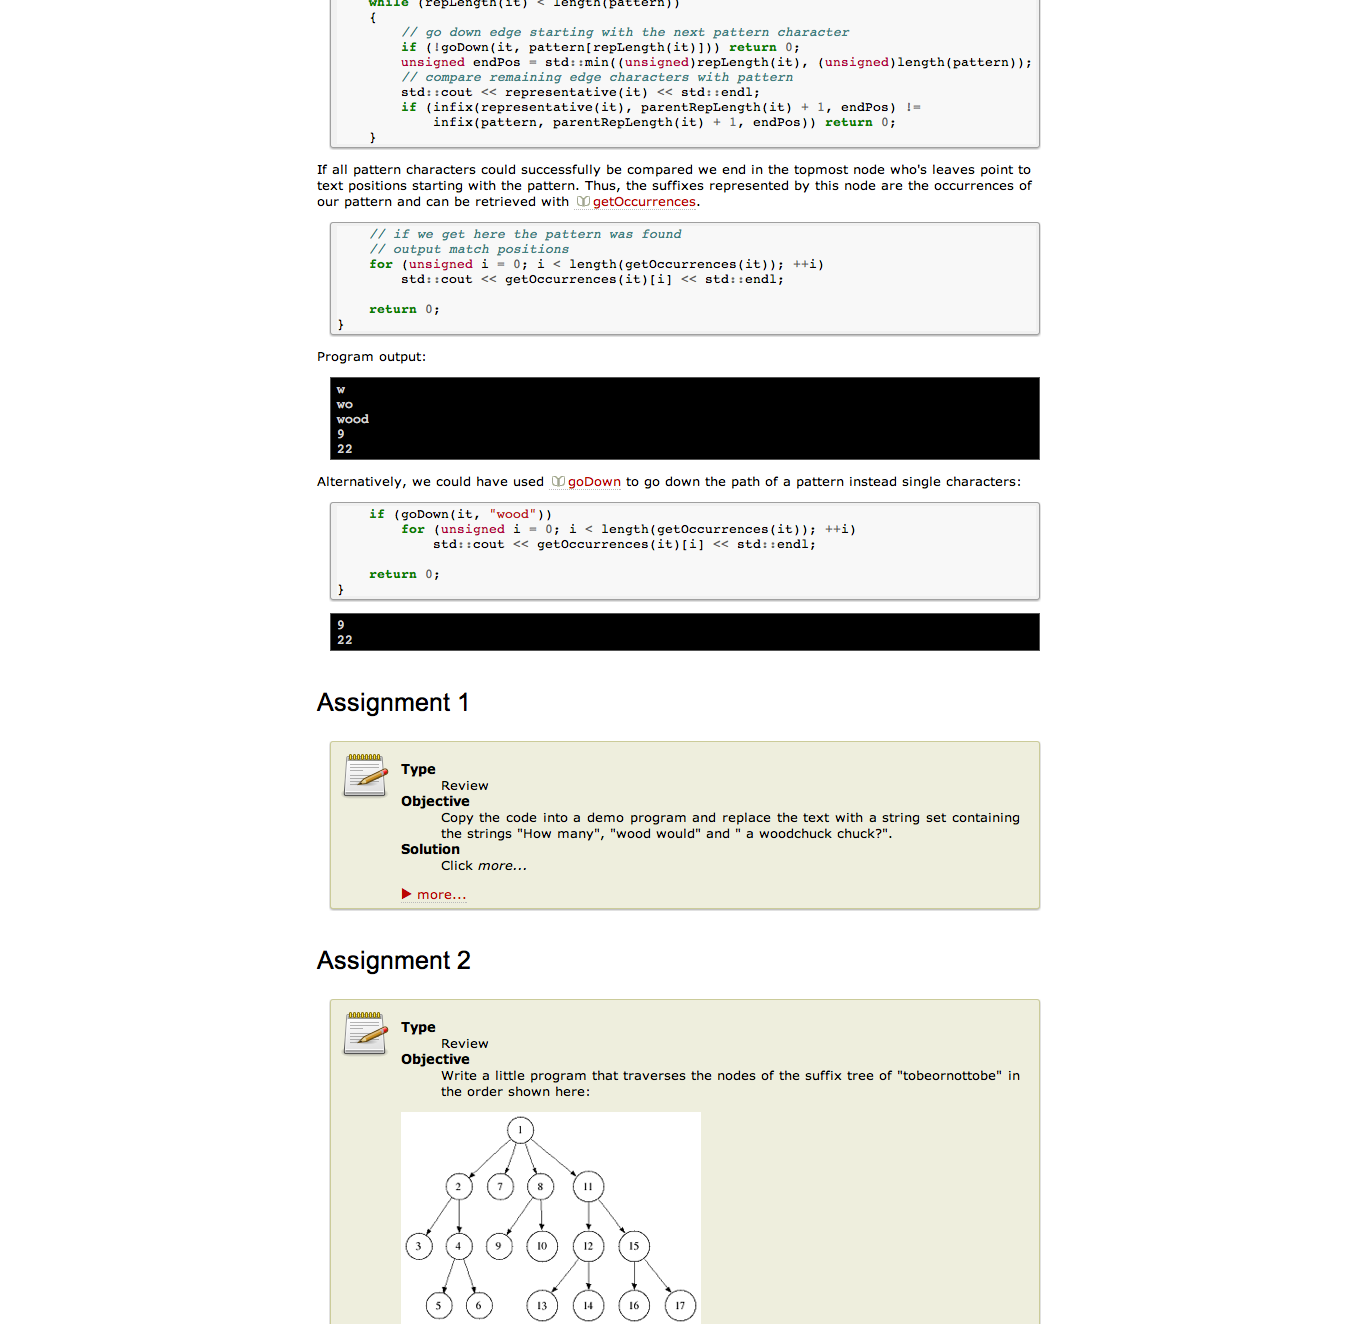 while (repLength(it) < length(pattern))
{
// go down edge starting with the next pattern character
if (!goDown(it, pattern[repLength(it)])) return 0;
unsigned endPos = std::min((unsigned)repLength(it), (unsigned)length(pattern));
// compare remaining edge characters with pattern
std::cout << representative(it) << std::endl;
if (infix(representative(it), parentRepLength(it) + 1, endPos) !=
infix(pattern, parentRepLength(it) + 1, endPos)) return 0;
}
If all pattern characters could successfully be compared we end in the topmost node who's leaves point to
text positions starting with the pattern. Thus, the suffixes represented by this node are the occurrences of
our pattern and can be retrieved with getOccurrences.
// if we get here the pattern was found
// output match positions
for (unsigned i = 0; i < length(getOccurrences(it)); ++i)
std::cout << getOccurrences(it)[i] << std::endl;
return 0;
}
Program output:
w
wo
wood
9
22
Alternatively, we could have used goDown to go down the path of a pattern instead single characters:
if (goDown(it, "wood"))
for (unsigned i = 0; i < length(getOccurrences(it)); ++i)
std::cout << getOccurrences(it)[i] << std::endl;
return 0;
}
9
22
Assignment 1
Type
Review
Objective
Copy the code into a demo program and replace the text with a string set containing
the strings "How many", "wood would" and " a woodchuck chuck?".
Solution
Click more...
more...
Assignment 2
Type
Review
Objective
Write a little program that traverses the nodes of the suffix tree of "tobeornottobe" in
the order shown here:
1
2 7 8 11
3 4 9 10 12 15
5 6 13 14 16 17